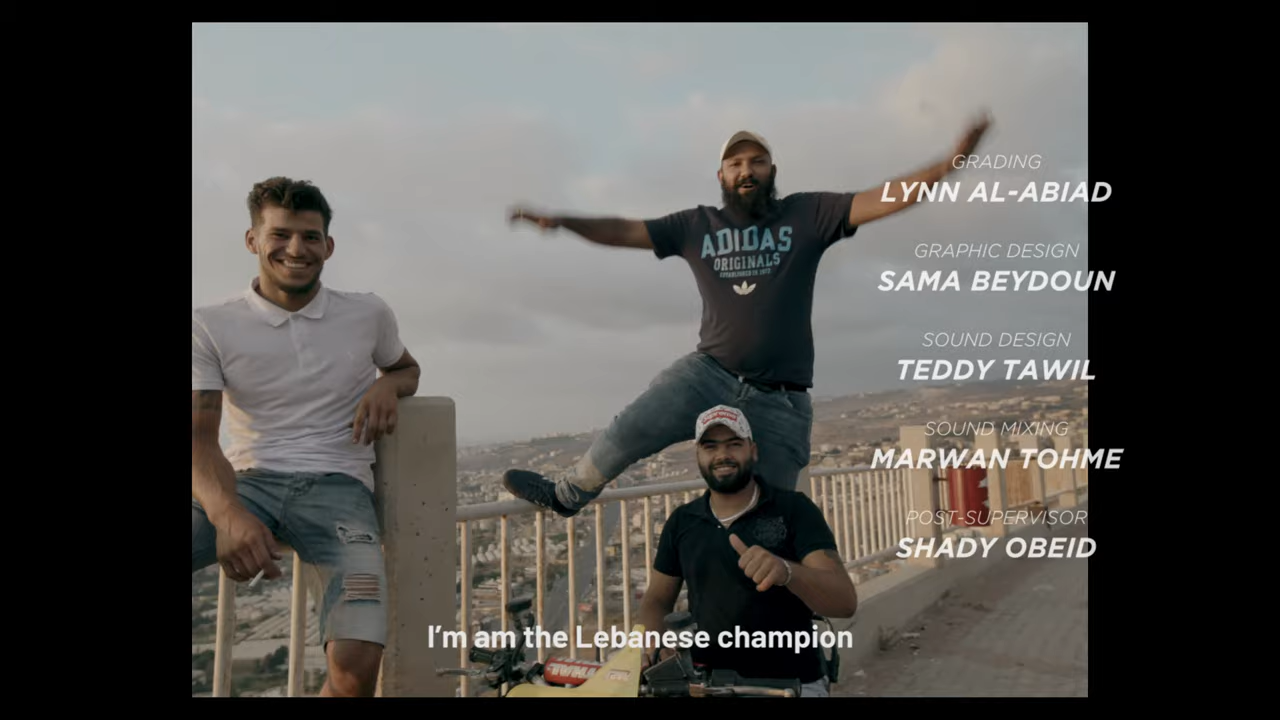 GRADING
LYNN AL-ABIAD
GRAPHIC DESIGN
SAMA BEYDOUN
SOUND DESIGN
TEDDY TAWIL
SOUND MIXING
MARWAN TOHME
POST-SUPERVISOR
SHADY OBEID
ADIDAS
ORIGINALS
I'm am the Lebanese champion